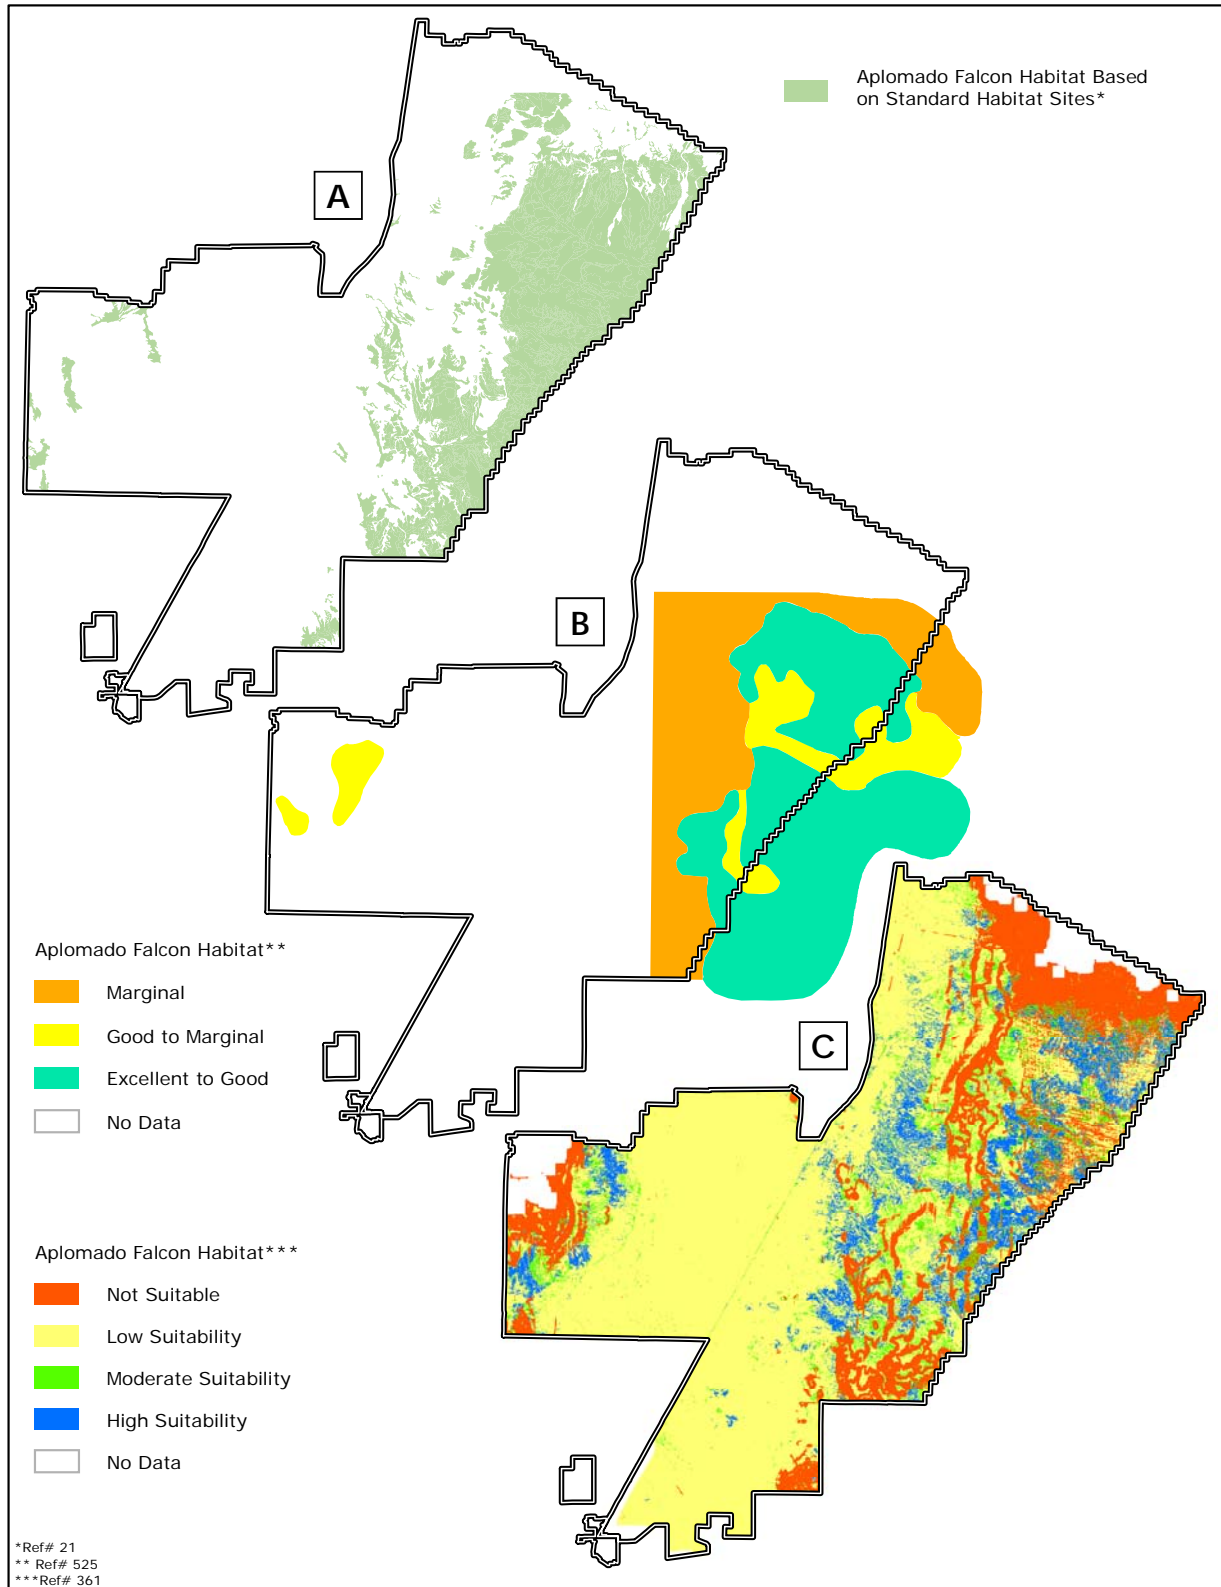 Aplomado Falcon Habitat Based
on Standard Habitat Sites*
A
B
Aplomado Falcon Habitat**
Marginal
Good to Marginal
Excellent to Good
No Data
C
Aplomado Falcon Habitat***
Not Suitable
Low Suitability
Moderate Suitability
High Suitability
No Data
*Ref# 21
** Ref# 525
***Ref# 361